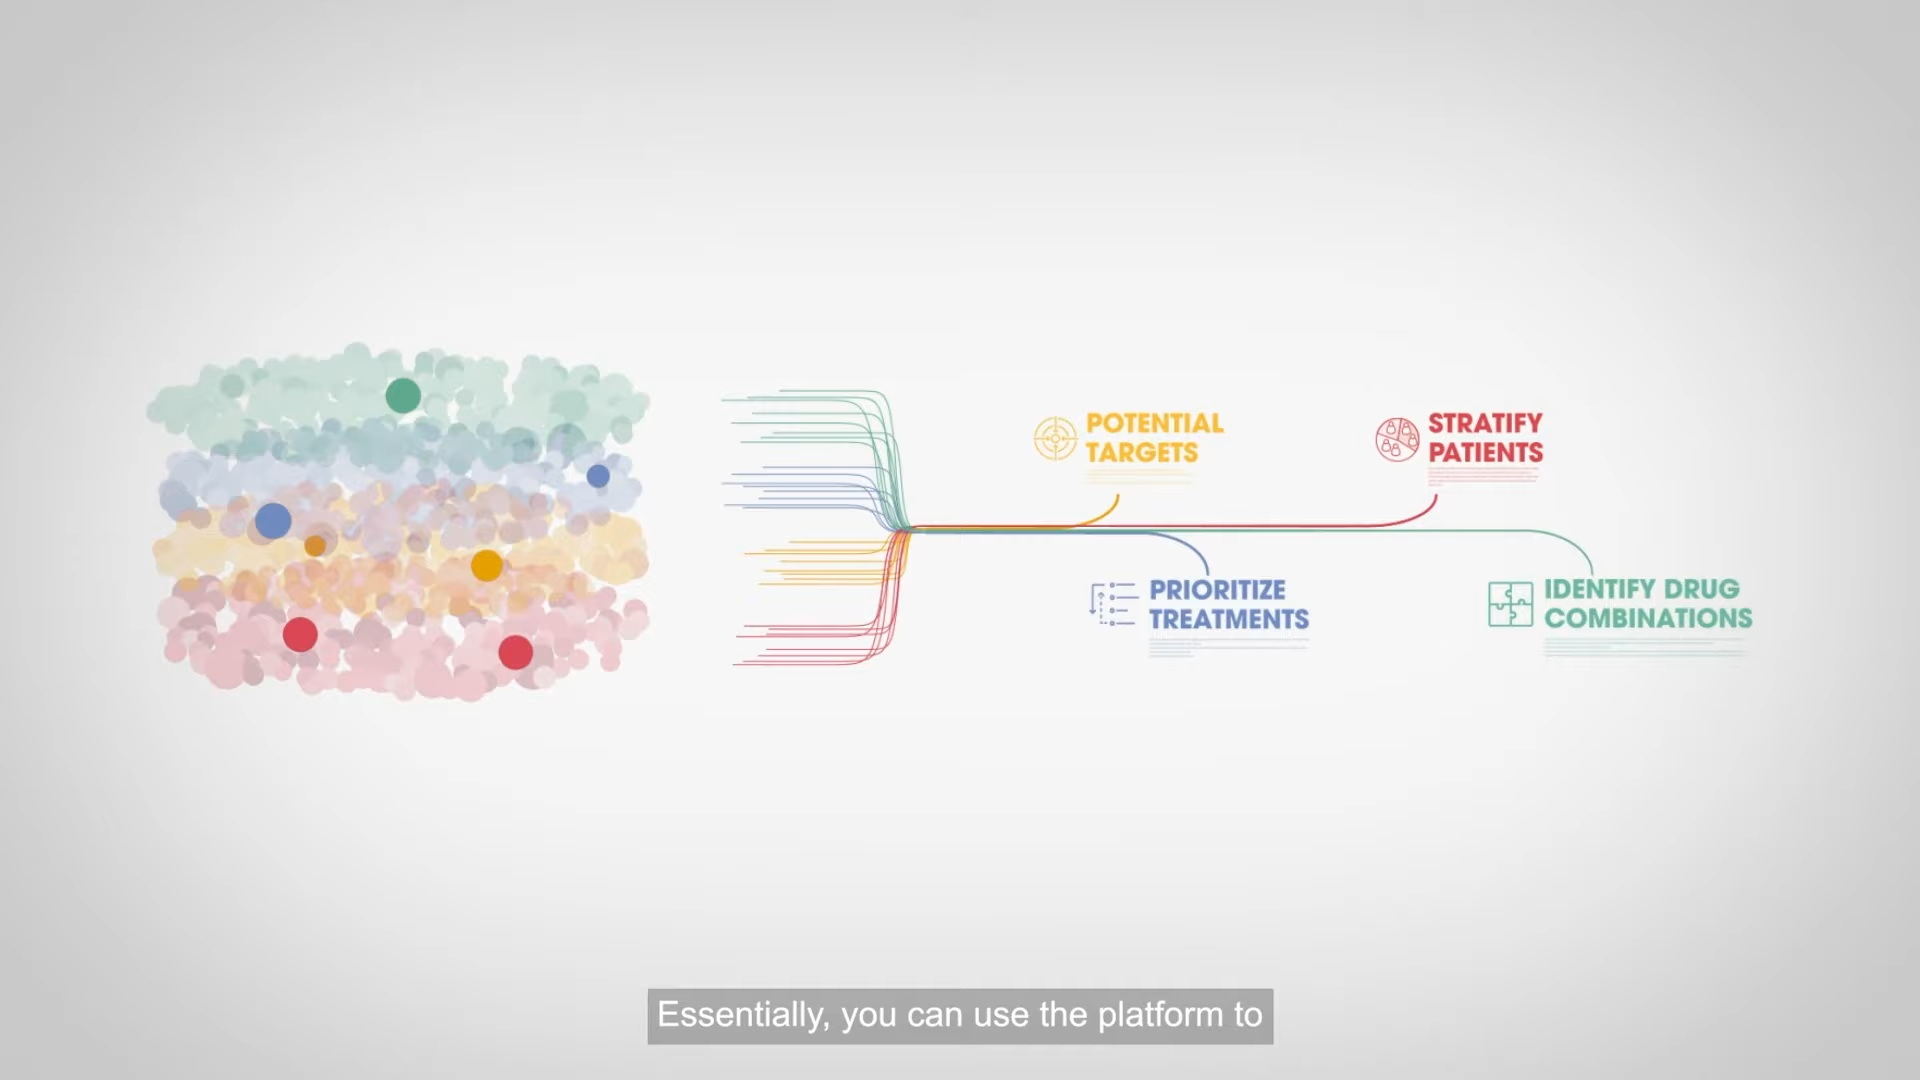 POTENTIAL
TARGETS
STRATIFY
PATIENTS
PRIORITIZE
TREATMENTS
IDENTIFY DRUG
COMBINATIONS
Essentially, you can use the platform to